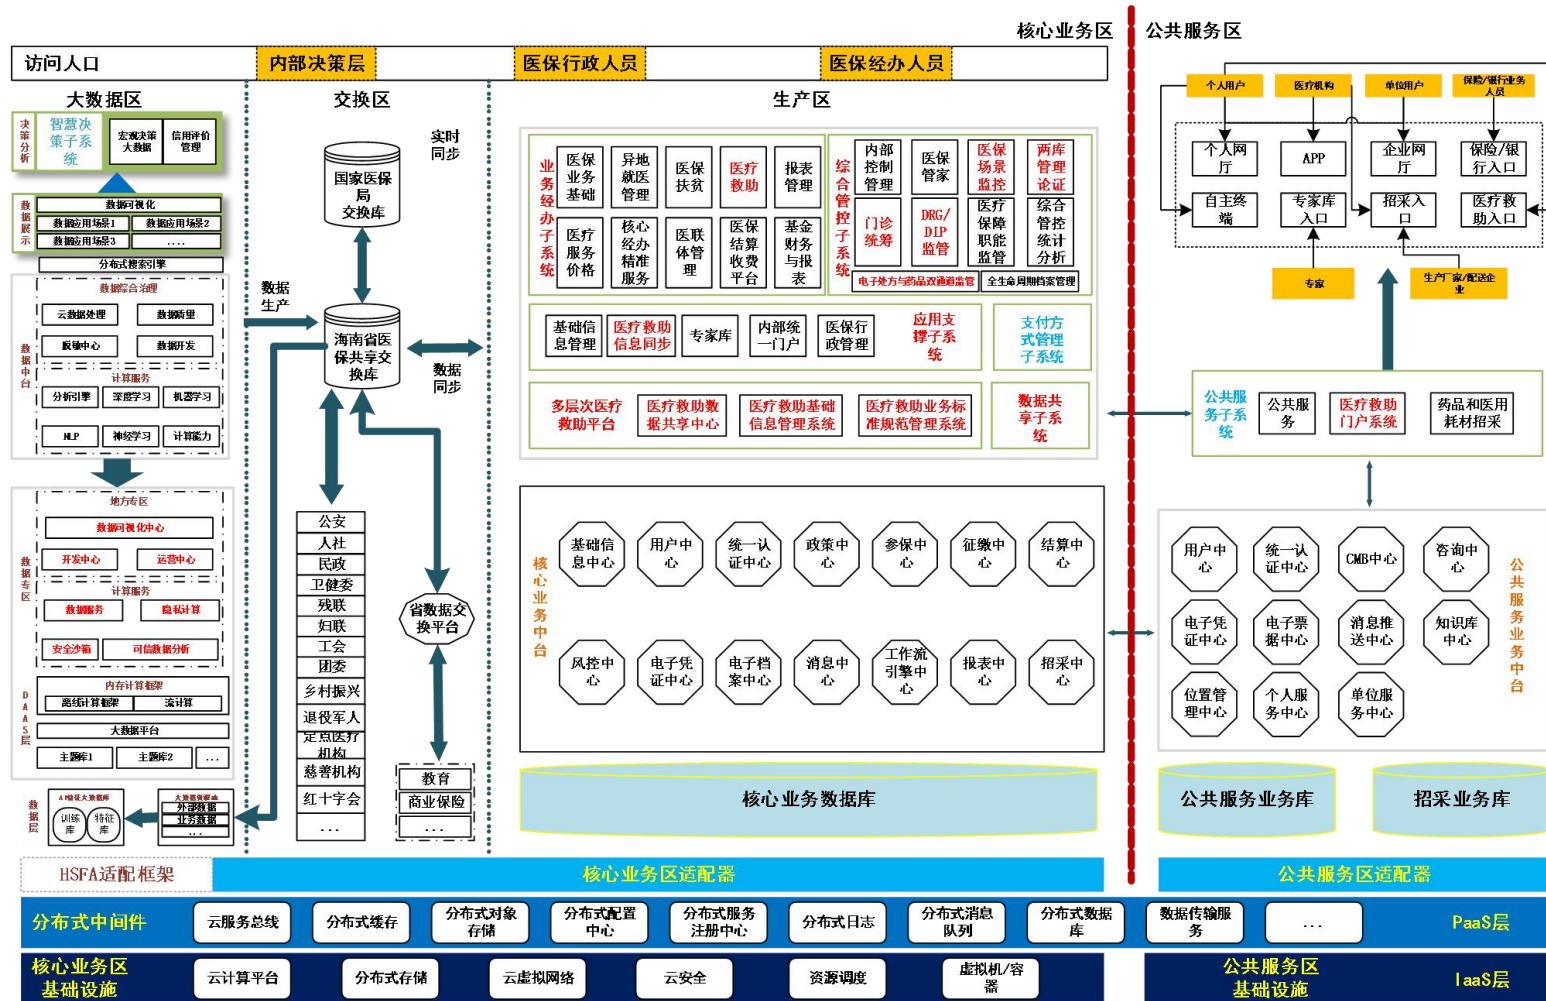 核心业务区
公共服务区
访问人口
内部决策层
医保行政人员
医保经办人员
大数据区
交换区
生产区
决策分析
智慧决
策子系
统
宏观决策
大数据
信用评价
管理
数据展示
数据可视化
数据应用场景1
数据应用场景2
数据应用场景3
....
分布式搜索引擎
数据中台
数据综合治理
云数据处理
数据质量
脱敏中心
数据开发
计算服务
分析引擎
深度学习
机器学习
NLP
神经学习
计算能力
数据专区
地方专区
数据可视化中心
开发中心
运营中心
计算服务
数据服务
隐私计算
安全沙箱
可信数据分析
DAAS层
内存计算框架
离线计算框架
流计算
大数据平台
主题库1
主题库2
...
数据层
训练
库
特征
库
外部数据
业务数据
...
实时
同步
国家医保
局
交换库
数据
生产
海南省医
保共享交
换库
数据
同步
公安
人社
民政
卫健委
残联
妇联
工会
团委
乡村振兴
退役军人
定点医疗
机构
慈善机构
红十字会
...
省数据交
换平台
教育
商业保险
...
业务经办子系统
医保
业务
基础
异地
就医
管理
医保
扶贫
医疗
救助
报表
管理
医疗
服务
价格
核心
经办
精准
服务
医联
体管
理
医保
结算
收费
平台
基金
财务
与报
表
综合管控子系统
内部
控制
管理
医保
管家
医保
场景
监控
两库
管理
论证
门诊
统筹
DRG/
DIP
监管
医疗
保障
职能
监管
综合
管控
统计
分析
电子处方与药品双通道监管
全生命周期档案管理
基础信
息管理
医疗救助
信息同步
专家库
内部统
一门户
医保行
政管理
应用支
撑子系
统
支付方
式管理
子系统
多层次医疗
救助平台
医疗救助数
据共享中心
医疗救助基础
信息管理系统
医疗救助业务标
准规范管理系统
数据共
享子系
统
核心业务中台
基础信
息中心
用户中
心
统一认
证中心
政策中
心
参保中
心
征缴中
心
结算中
心
风控中
心
电子凭
证中心
电子档
案中心
消息中
心
工作流
引擎中
心
报表中
心
招采中
心
核心业务数据库
个人用户
医疗机构
单位用户
保险/银行业务
人员
个人网
厅
APP
企业网
厅
保险/银
行入口
自主终
端
专家库
入口
招采入
口
医疗救
助入口
专家
生产厂家/配送企
业
公共服
务子系
统
公共服
务
医疗救助
门户系统
药品和医用
耗材招采
用户中
心
统一认
证中心
CMB中心
咨询中
心
电子凭
证中心
电子票
据中心
消息推
送中心
知识库
中心
位置管
理中心
个人服
务中心
单位服
务中心
公共服务业务中台
公共服务业务库
招采业务库
HSFA适配框架
核心业务区适配器
公共服务区适配器
分布式中间件
云服务总线
分布式缓存
分布式对象
存储
分布式配置
中心
分布式服务
注册中心
分布式日志
分布式消息
队列
分布式数据
库
数据传输服
务
...
PaaS层
核心业务区
基础设施
云计算平台
分布式存储
云虚拟网络
云安全
资源调度
虚拟机/容
器
公共服务区
基础设施
IaaS层